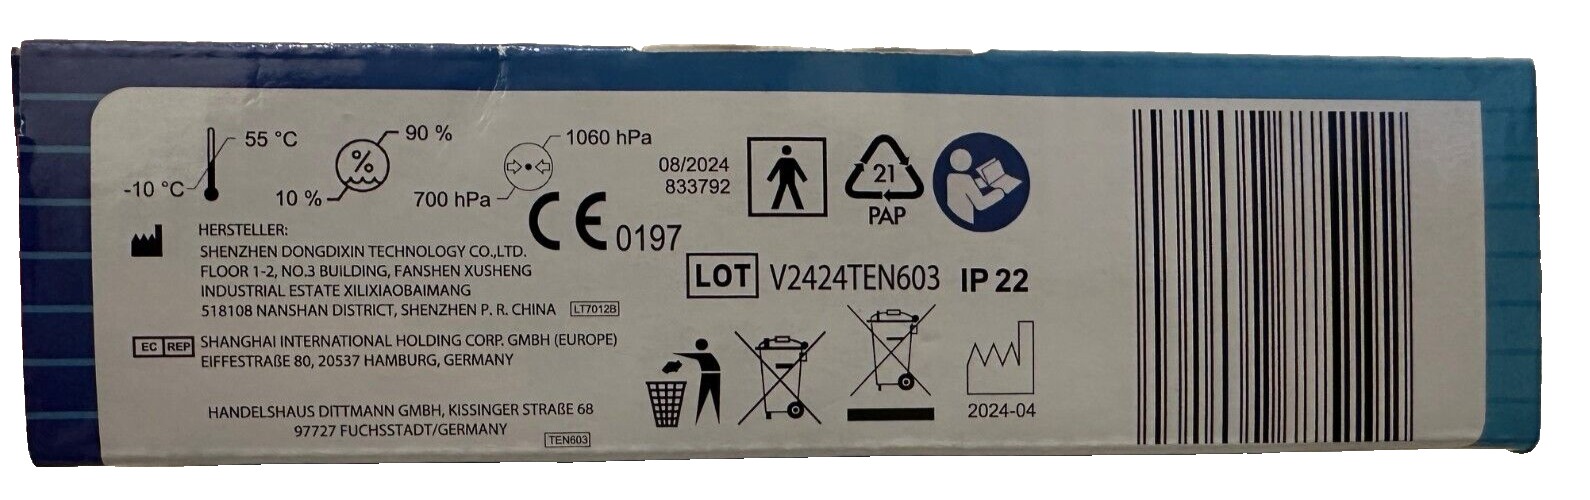 55 °C
-10 °C
%
90 %
10 %
1060 hPa
700 hPa
08/2024
833792
21
PAP
CE 0197
HERSTELLER:
SHENZHEN DONGDIXIN TECHNOLOGY CO.,LTD.
FLOOR 1-2, NO.3 BUILDING, FANSHEN XUSHENG
INDUSTRIAL ESTATE XILIXIAOBAIMANG
518108 NANSHAN DISTRICT, SHENZHEN P. R. CHINA LT7012B
LOT V2424TEN603 IP 22
EC REP SHANGHAI INTERNATIONAL HOLDING CORP. GMBH (EUROPE)
EIFFESTRAßE 80, 20537 HAMBURG, GERMANY
2024-04
HANDELSHAUS DITTMANN GMBH, KISSINGER STRAßE 68
97727 FUCHSSTADT/GERMANY
TEN603